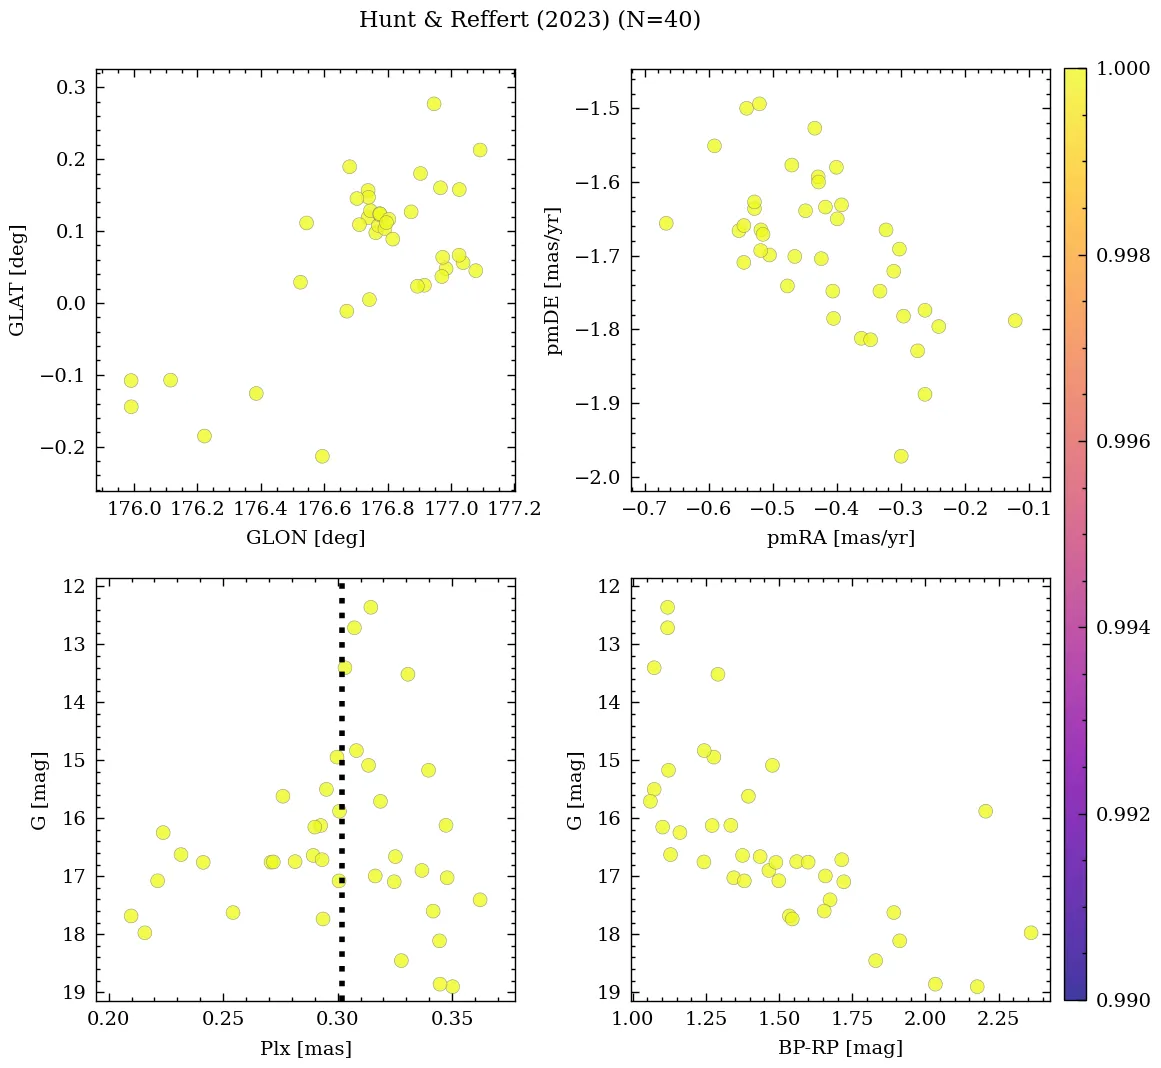 Hunt & Reffert (2023) (N=40)
0.3
0.2
0.1
0.0
−0.1
−0.2
GLAT [deg]
176.0 176.2 176.4 176.6 176.8 177.0 177.2
GLON [deg]
−1.5
−1.6
−1.7
−1.8
−1.9
−2.0
pmDE [mas/yr]
−0.7 −0.6 −0.5 −0.4 −0.3 −0.2 −0.1
pmRA [mas/yr]
12
13
14
15
16
17
18
19
G [mag]
0.20 0.25 0.30 0.35
Plx [mas]
12
13
14
15
16
17
18
19
G [mag]
1.00 1.25 1.50 1.75 2.00 2.25
BP-RP [mag]
1.000
0.998
0.996
0.994
0.992
0.990